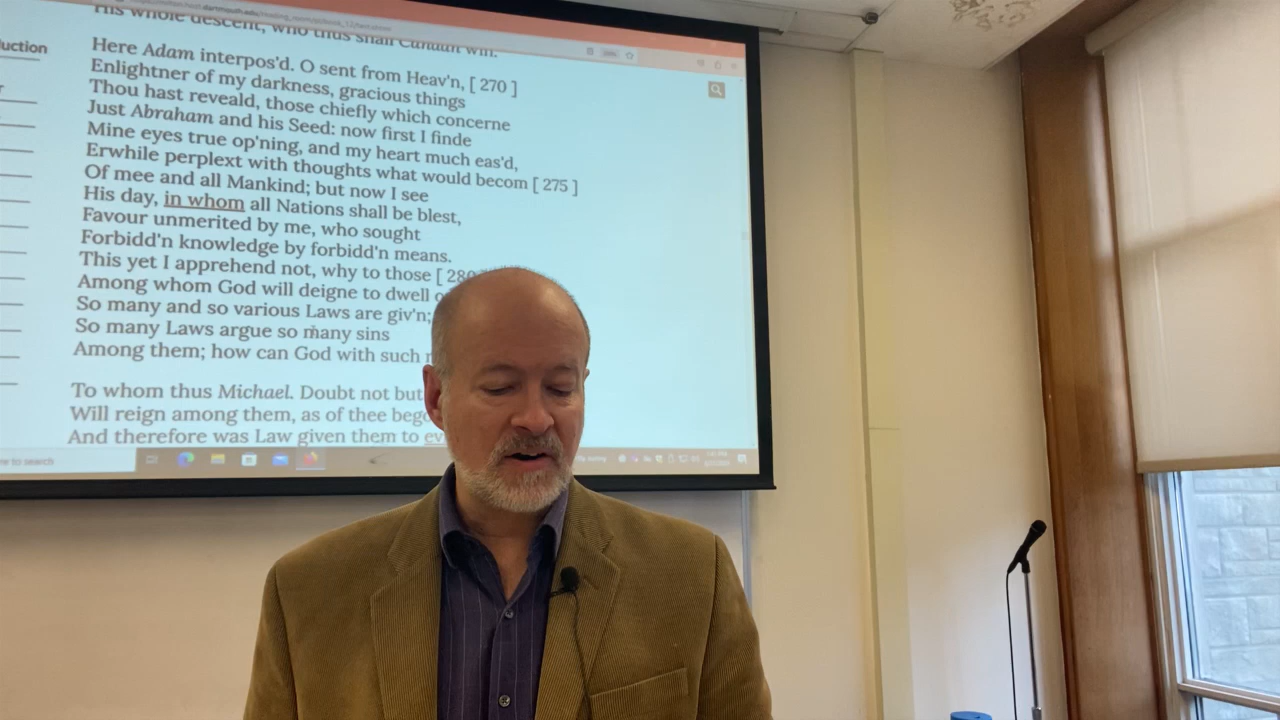 His whole descent, who thus shall Canaan win.
uction
Here Adam interpos'd. O sent from Heav'n, [ 270 ]
Enlightner of my darkness, gracious things
Thou hast reveald, those chiefly which concerne
Just Abraham and his Seed: now first I finde
Mine eyes true op'ning, and my heart much eas'd,
Erwhile perplext with thoughts what would becom [ 275 ]
Of mee and all Mankind; but now I see
His day, in whom all Nations shall be blest,
Favour unmerited by me, who sought
Forbidd'n knowledge by forbidd'n means.
This yet I apprehend not, why to those [ 280
Among whom God will deigne to dwell o
So many and so various Laws are giv'n;
So many Laws argue so many sins
Among them; how can God with such
To whom thus Michael. Doubt not but
Will reign among them, as of thee bego
And therefore was Law given them to ev
to search